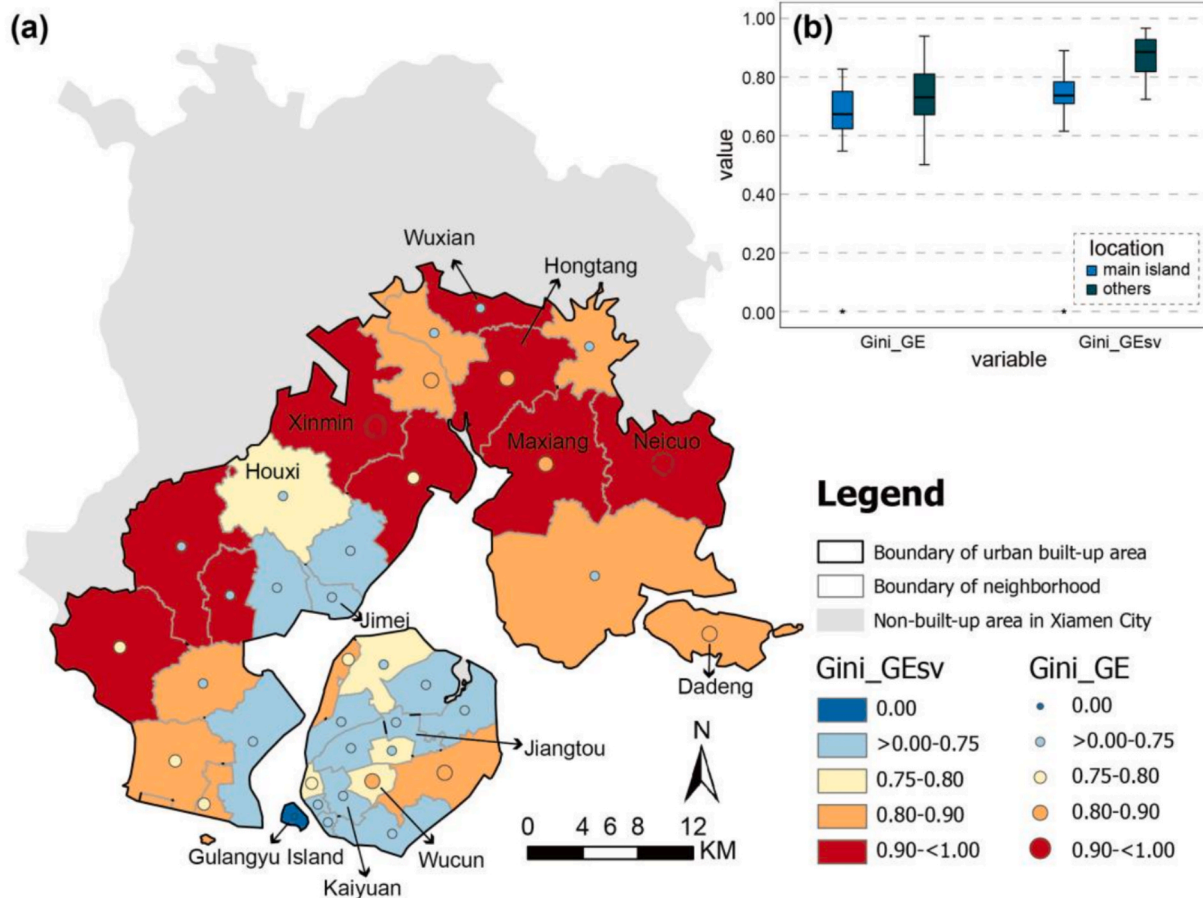 (a)
Wuxian
Hongtang
Xinmin
Maxiang
Neicuo
Houxi
Jimei
Dadeng
Jiangtou
Gulangyu Island
Wucun
Kaiyuan
N
0 4 6 8 12
KM
(b)
1.00
0.80
0.60
0.40
0.20
0.00
value
location
main island
others
Gini_GE
Gini_GEsv
variable
Legend
Boundary of urban built-up area
Boundary of neighborhood
Non-built-up area in Xiamen City
Gini_GEsv
0.00
>0.00-0.75
0.75-0.80
0.80-0.90
0.90-<1.00
Gini_GE
0.00
>0.00-0.75
0.75-0.80
0.80-0.90
0.90-<1.00